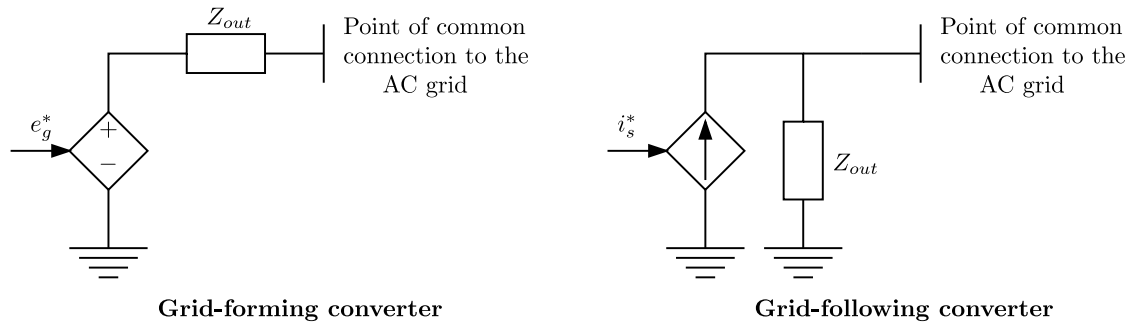 Z_out
Point of common
connection to the
AC grid
e_g^*
+
−
Grid-forming converter
Point of common
connection to the
AC grid
i_s^*
Z_out
Grid-following converter